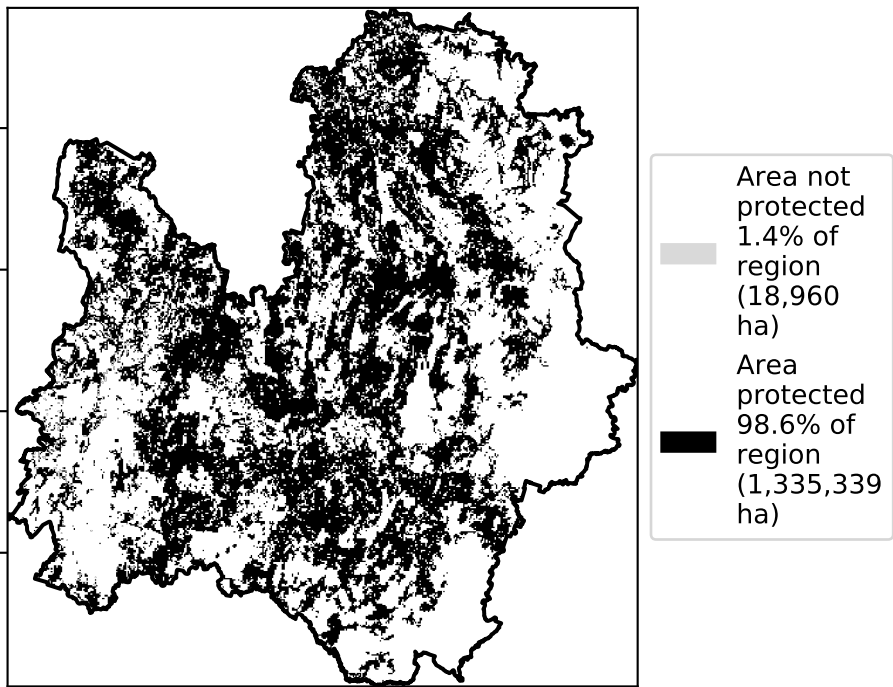 Area not
protected
1.4% of
region
(18,960
ha)
Area
protected
98.6% of
region
(1,335,339
ha)